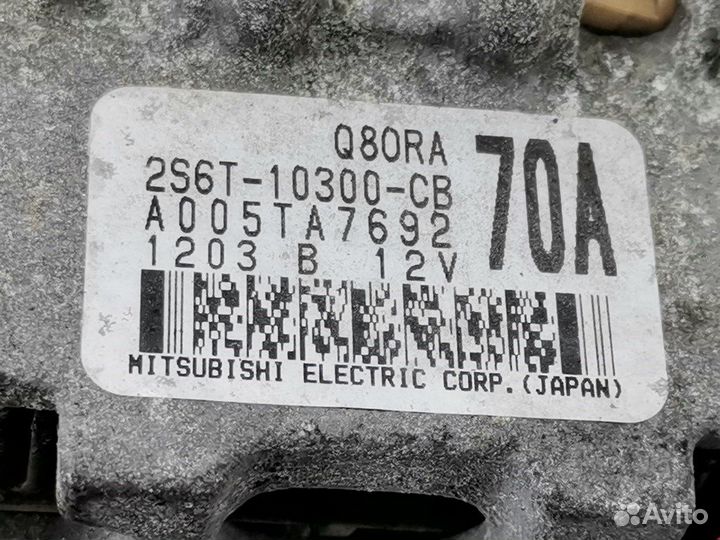 Q80RA
70A
2S6T-10300-CB
A005TA7692
1203 B 12V
MITSUBISHI ELECTRIC CORP.(JAPAN)
Avito